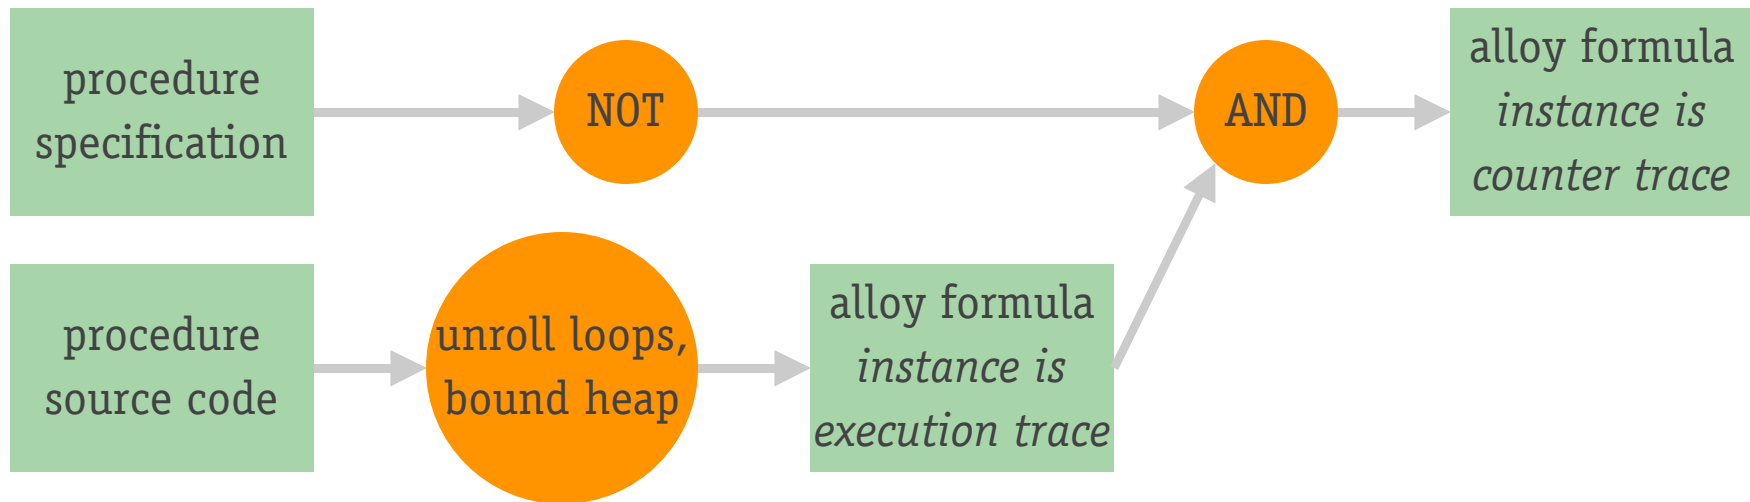 procedure
specification
NOT
AND
alloy formula
instance is
counter trace
procedure
source code
unroll loops,
bound heap
alloy formula
instance is
execution trace